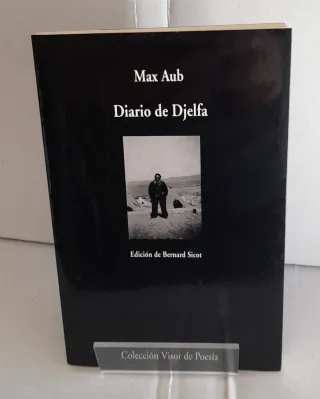 Max Aub
Diario de Djelfa
Edición de Bernard Sicot
Colección Visor de Poesía